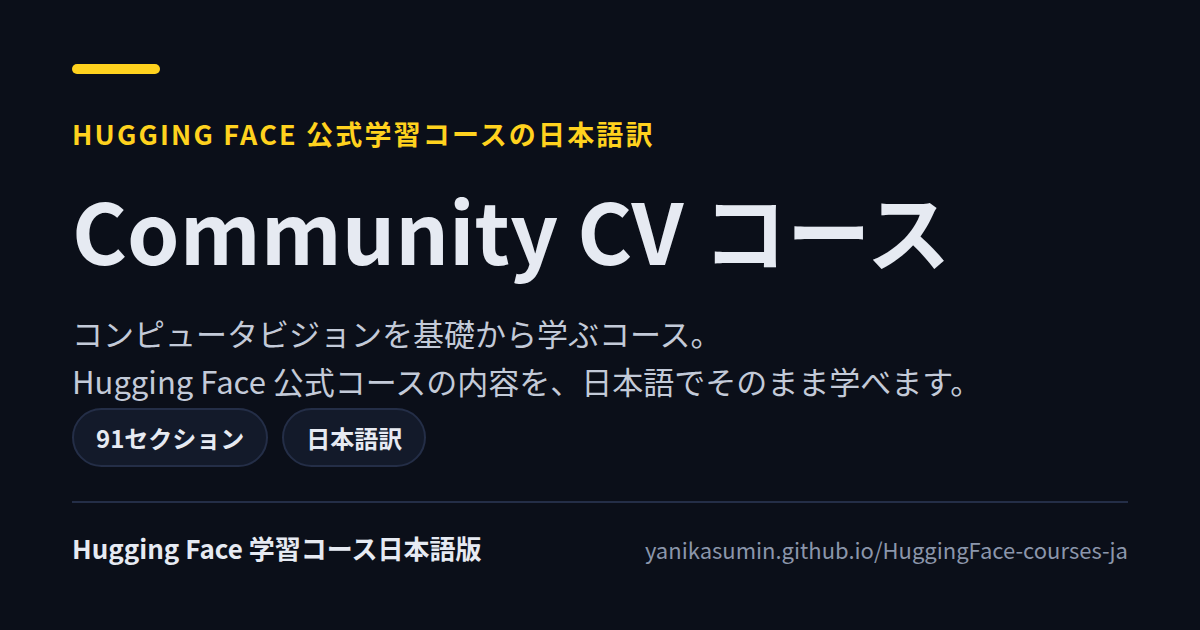 HUGGING FACE 公式学習コースの日本語訳
Community CV コース
コンピュータビジョンを基礎から学ぶコース。
Hugging Face 公式コースの内容を、日本語でそのまま学べます。
91セクション 日本語訳
Hugging Face 学習コース日本語版 yanikasumin.github.io/HuggingFace-courses-ja